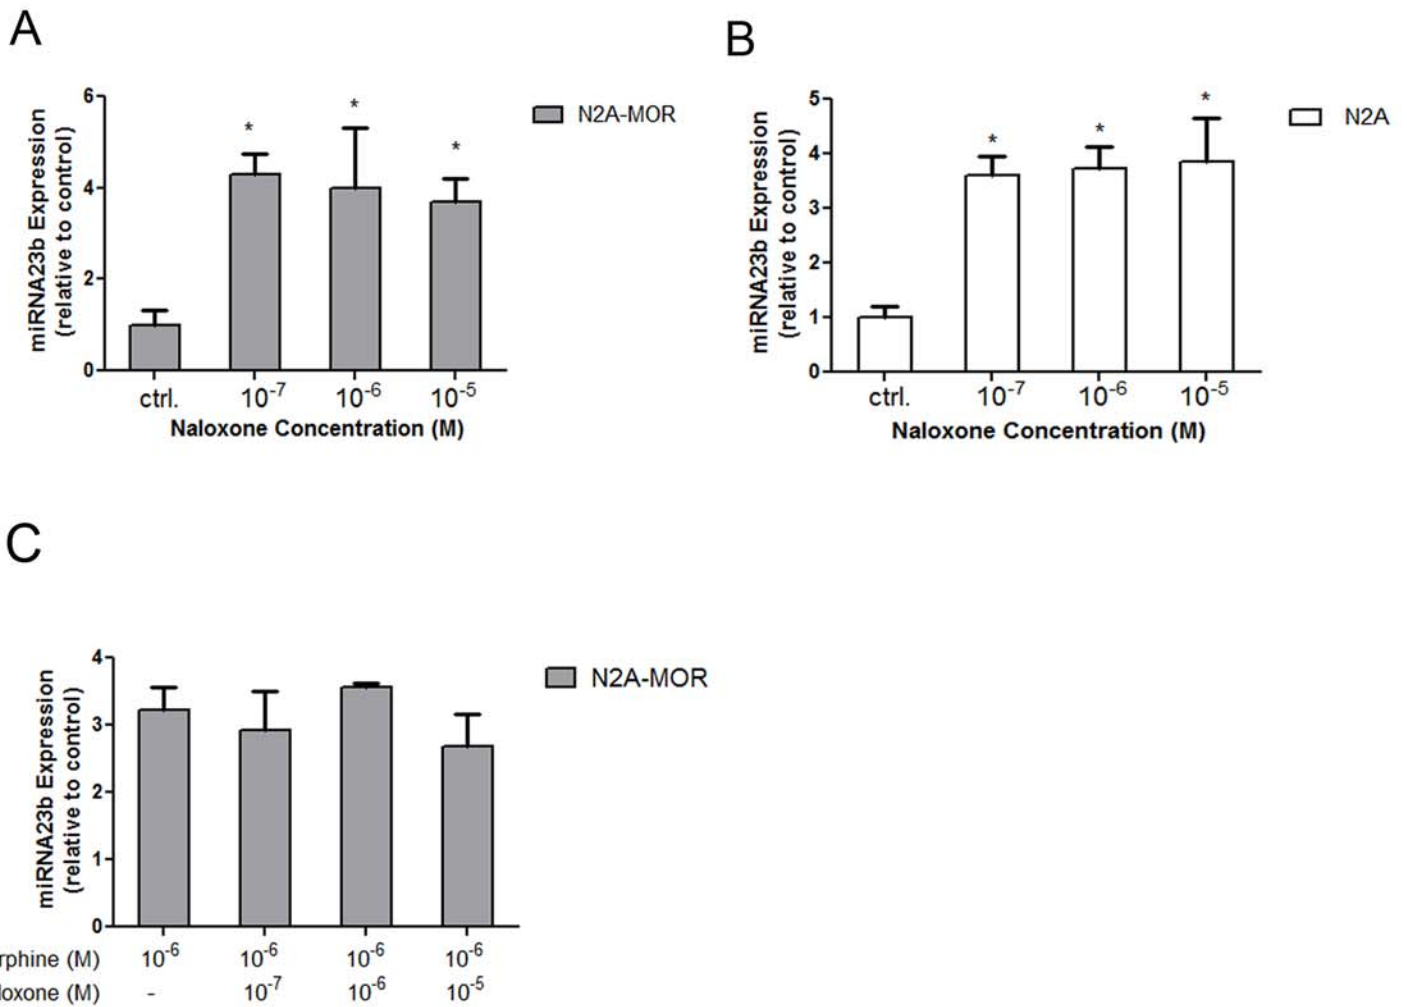 A
6
4
2
0
miRNA23b Expression
(relative to control)
*
*
*
N2A-MOR
ctrl.
10-7
10-6
10-5
Naloxone Concentration (M)
B
5
4
3
2
1
0
miRNA23b Expression
(relative to control)
*
*
*
N2A
ctrl.
10-7
10-6
10-5
Naloxone Concentration (M)
C
4
3
2
1
0
miRNA23b Expression
(relative to control)
N2A-MOR
rphine (M) 10-6 10-6 10-6 10-6
loxone (M) - 10-7 10-6 10-5